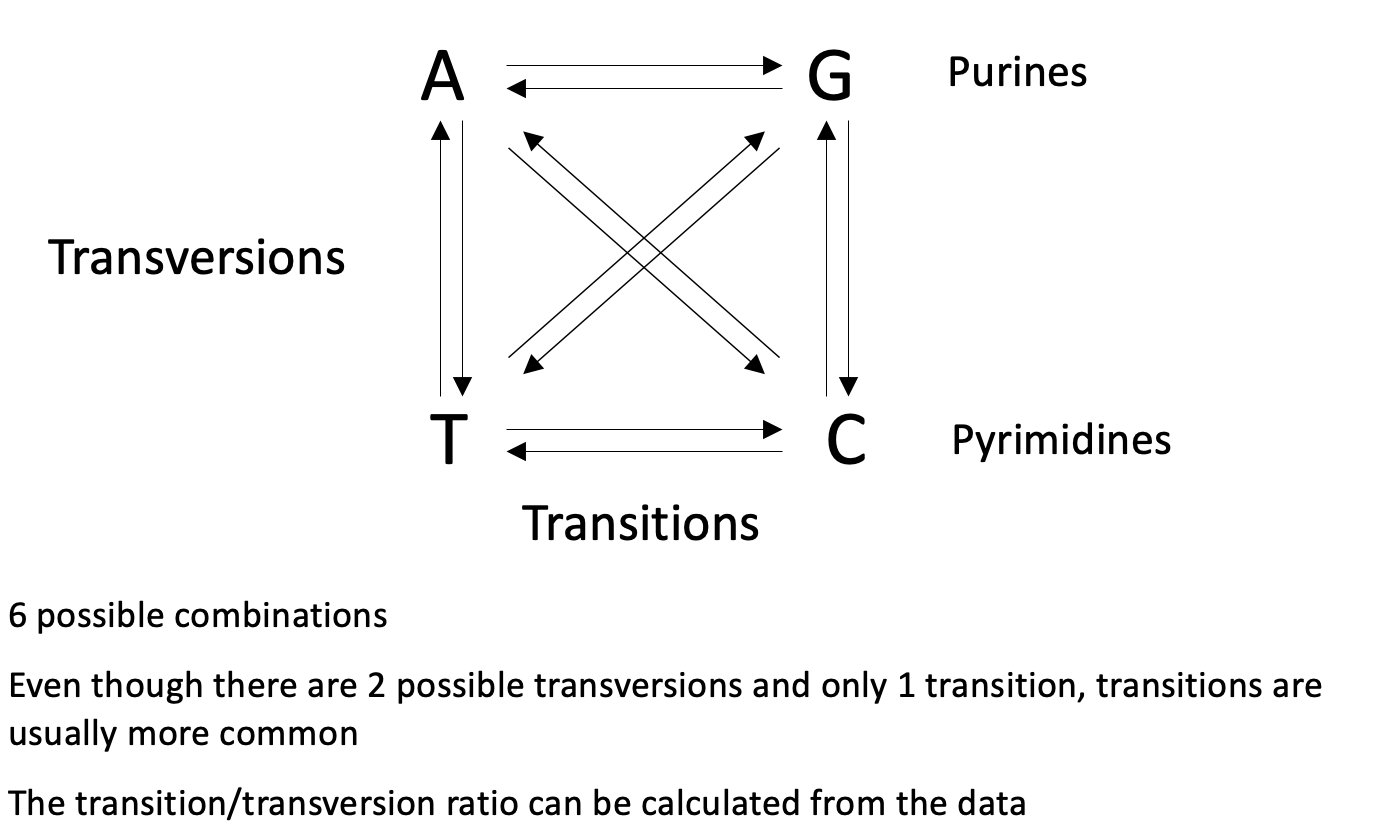 A G Purines
Transversions
T C Pyrimidines
Transitions
6 possible combinations
Even though there are 2 possible transversions and only 1 transition, transitions are
usually more common
The transition/transversion ratio can be calculated from the data